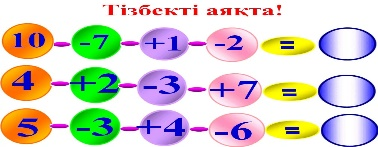 Тізбекті аяқта!
10 -7 +1 -2 =
4 +2 -3 +7 =
5 -3 +4 -6 =